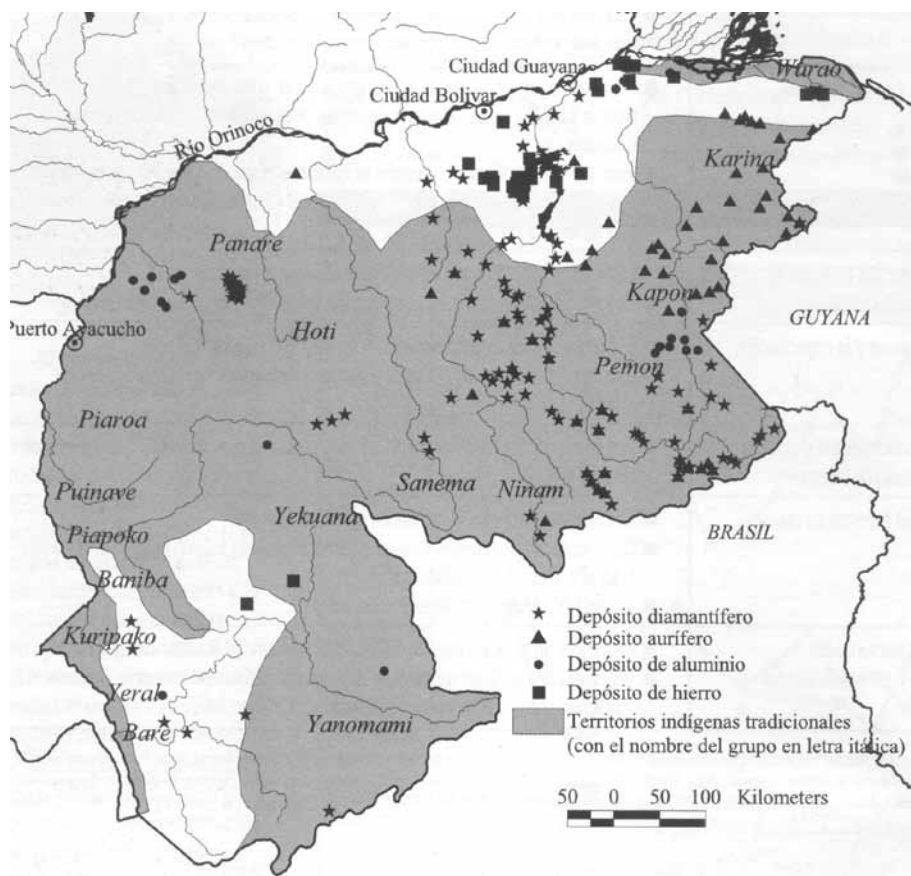 Ciudad Guayana
Warao
Ciudad Bolivar
Río Orinoco
Karina
Panare
Kapon
GUYANA
Puerto Ayacucho
Hoti
Pemon
Piaroa
Sanema
Ninam
Puinave
Yekuana
Piapoko
BRASIL
Baniba
Kuripako
Yeral
Bare
Yanomami
Depósito diamantífero
Depósito aurífero
Depósito de aluminio
Depósito de hierro
Territorios indígenas tradicionales
(con el nombre del grupo en letra itálica)
50 0 50 100 Kilometers